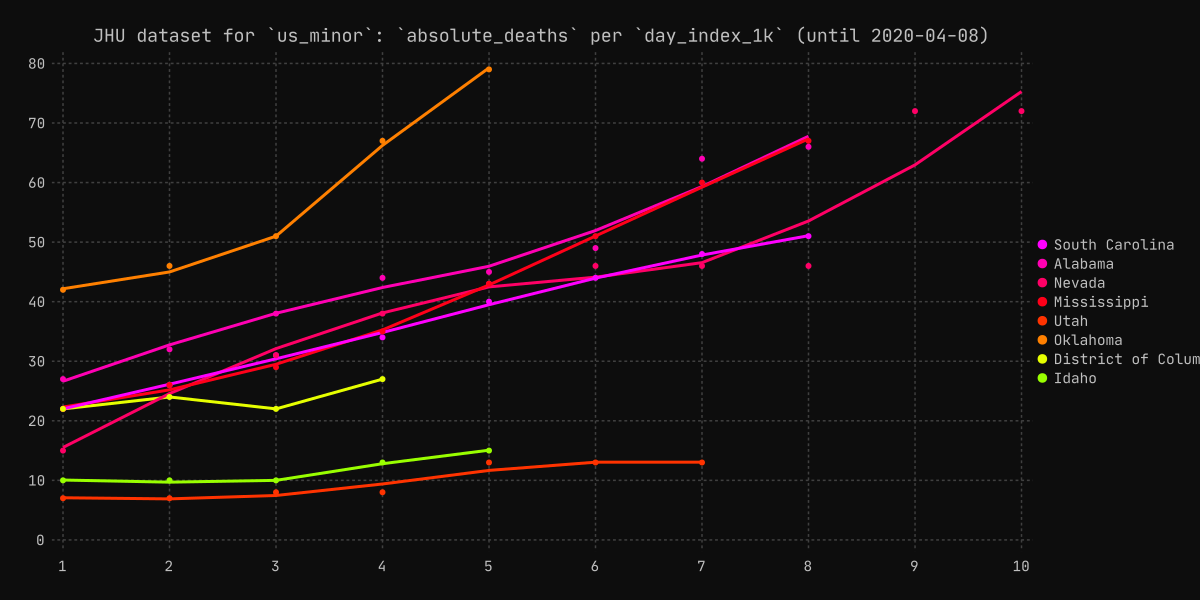 JHU dataset for `us_minor`: `absolute_deaths` per `day_index_1k` (until 2020-04-08)
80
70
60
50
40
30
20
10
0
1 2 3 4 5 6 7 8 9 10
South Carolina
Alabama
Nevada
Mississippi
Utah
Oklahoma
District of Colum
Idaho